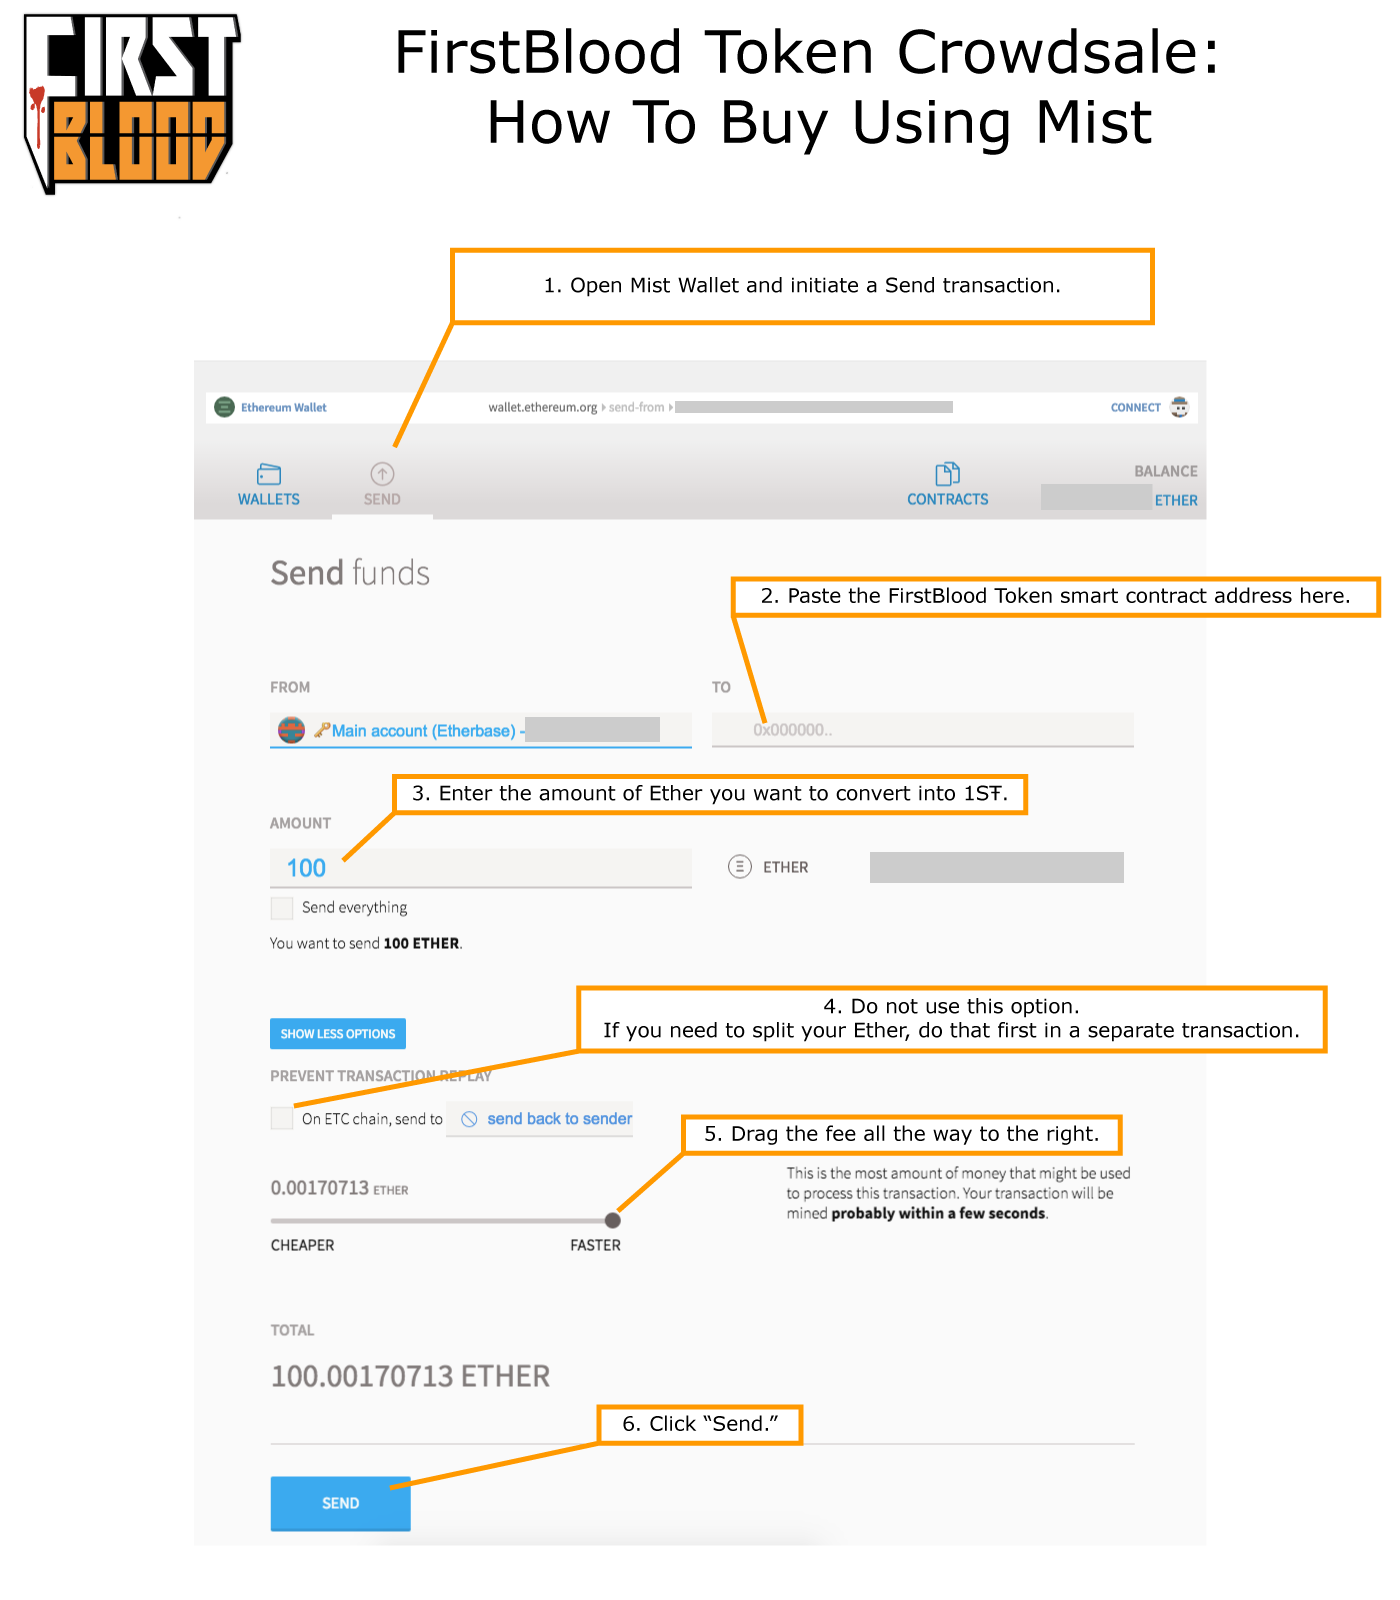 FIRST
BLOOD
FirstBlood Token Crowdsale:
How To Buy Using Mist
1. Open Mist Wallet and initiate a Send transaction.
Ethereum Wallet
wallet.ethereum.org ▸ send-from ▸
CONNECT
WALLETS
SEND
CONTRACTS
BALANCE
ETHER
Send funds
2. Paste the FirstBlood Token smart contract address here.
FROM
TO
Main account (Etherbase) -
0x000000..
3. Enter the amount of Ether you want to convert into 1SŦ.
AMOUNT
100
ETHER
Send everything
You want to send 100 ETHER.
4. Do not use this option.
If you need to split your Ether, do that first in a separate transaction.
SHOW LESS OPTIONS
PREVENT TRANSACTION REPLAY
On ETC chain, send to
send back to sender
5. Drag the fee all the way to the right.
0.00170713 ETHER
This is the most amount of money that might be used
to process this transaction. Your transaction will be
mined probably within a few seconds.
CHEAPER
FASTER
TOTAL
100.00170713 ETHER
6. Click “Send.”
SEND